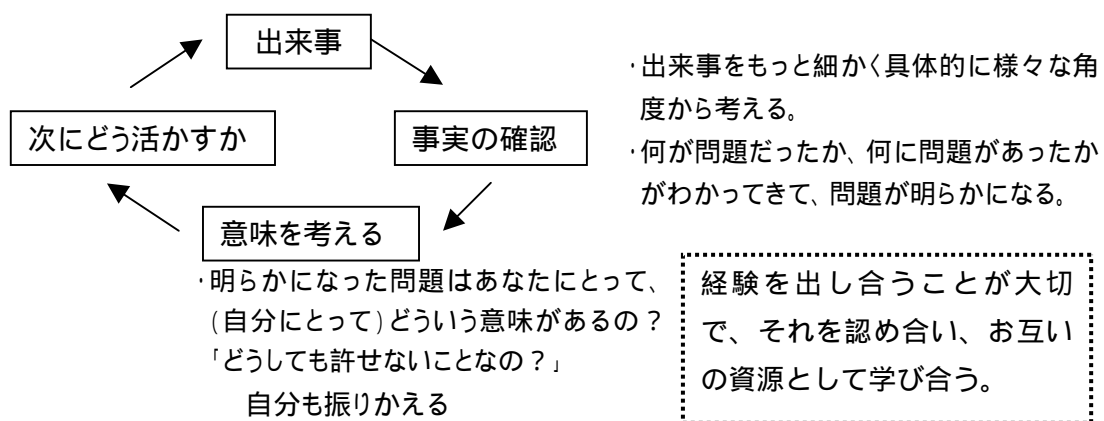 出来事
・出来事をもっと細かく具体的に様々な角
度から考える。
次にどう活かすか
事実の確認
・何が問題だったか、何に問題があったか
がわかってきて、問題が明らかになる。
意味を考える
・明らかになった問題はあなたにとって、
(自分にとって)どういう意味があるの?
「どうしても許せないことなの?」
自分も振りかえる
経験を出し合うことが大切
で、それを認め合い、お互い
の資源として学び合う。